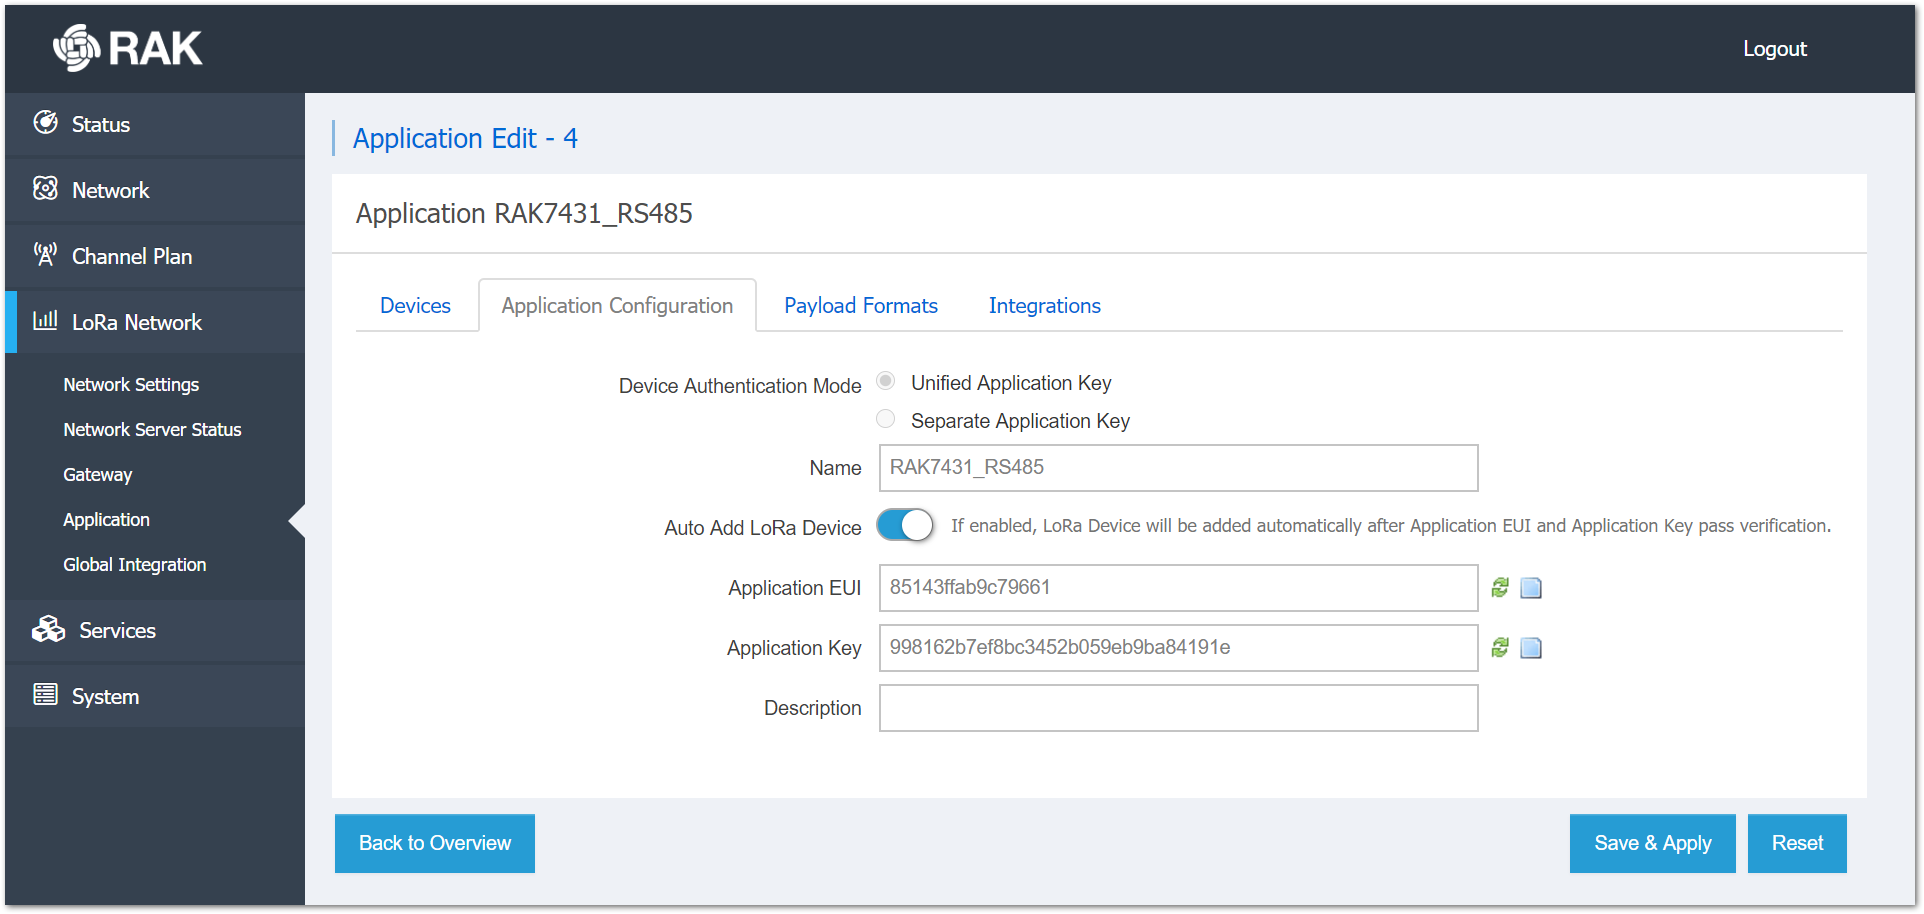 RAK
Logout
Status
Network
Channel Plan
LoRa Network
Network Settings
Network Server Status
Gateway
Application
Global Integration
Services
System
Application Edit - 4
Application RAK7431_RS485
Devices
Application Configuration
Payload Formats
Integrations
Device Authentication Mode
Unified Application Key
Separate Application Key
Name
RAK7431_RS485
Auto Add LoRa Device
If enabled, LoRa Device will be added automatically after Application EUI and Application Key pass verification.
Application EUI
85143ffab9c79661
Application Key
998162b7ef8bc3452b059eb9ba84191e
Description
Back to Overview
Save & Apply
Reset